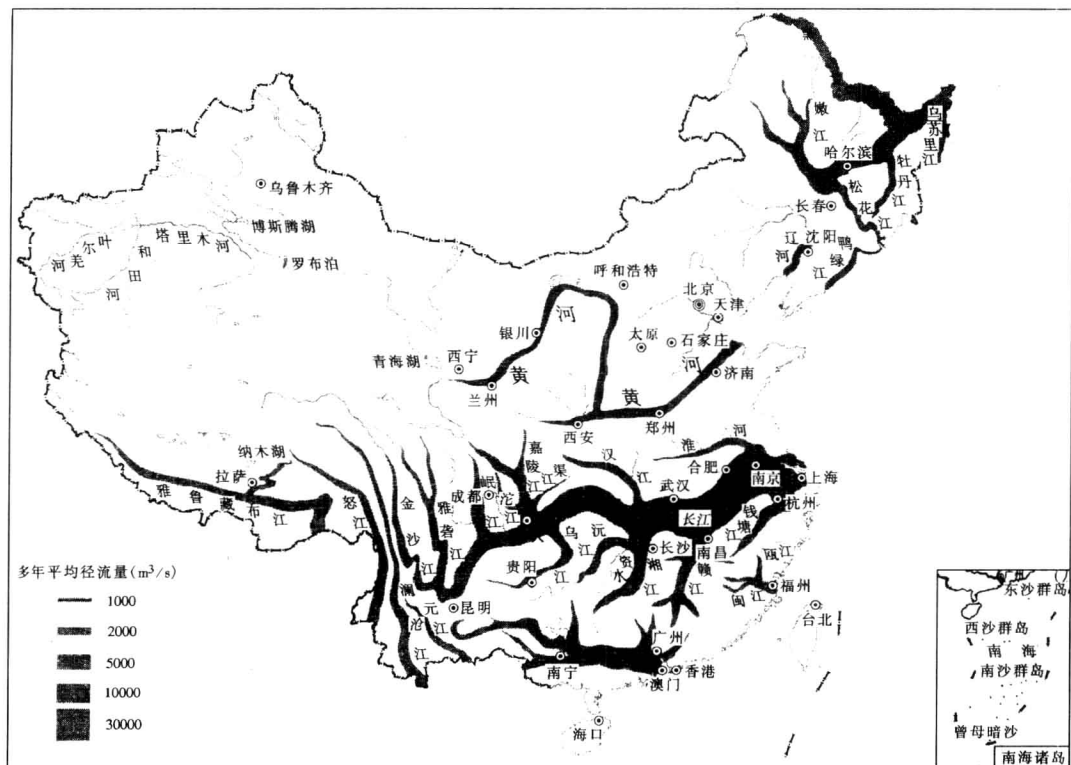 嫩江
乌苏里江
哈尔滨
牡丹江
松花江
长春
乌鲁木齐
博斯腾湖
塔里木河
叶尔羌河
和田河
罗布泊
辽河
沈阳
鸭绿江
呼和浩特
北京
天津
银川
河
太原
石家庄
河
青海湖
西宁
黄
济南
兰州
黄
西安
郑州
淮河
纳木湖
拉萨
雅鲁藏布江
怒江
金沙江
雅砻江
成都
岷江
沱江
嘉陵江
渠江
汉江
合肥
南京
上海
武汉
长江
杭州
钱塘江
乌江
沅江
资水
长沙
湘江
南昌
赣江
瓯江
贵阳
闽江
福州
澜沧江
元江
昆明
台北
广州
南宁
澳门
香港
海口
多年平均径流量(m³/s)
1000
2000
5000
10000
30000
东沙群岛
西沙群岛
南海
南沙群岛
曾母暗沙
南海诸岛